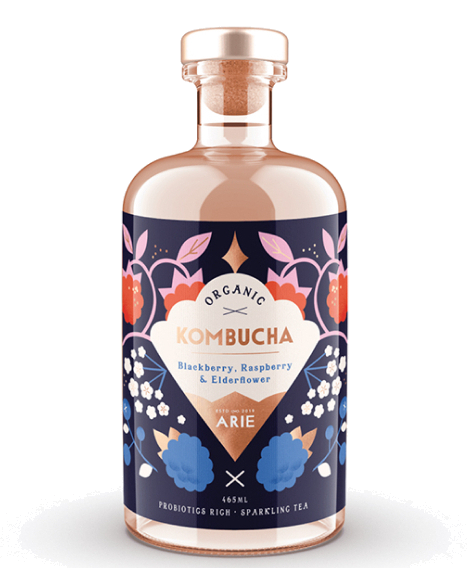 ORGANIC
KOMBUCHA
Blackberry, Raspberry
& Elderflower
ESTD 2019
ARIE
465ML
PROBIOTICS RICH · SPARKLING TEA